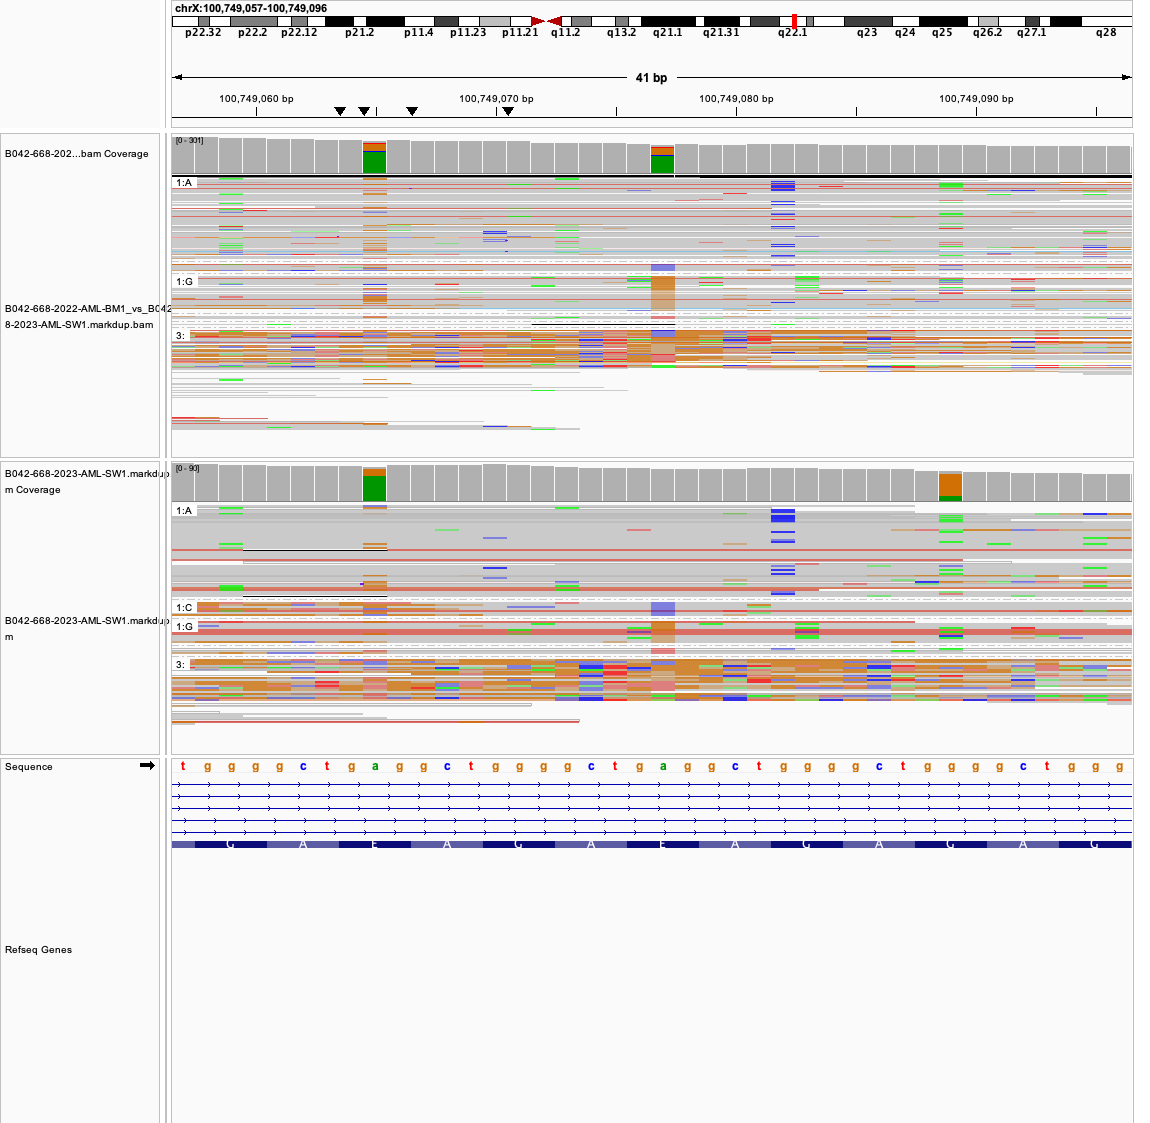 chrX:100,749,057-100,749,096
p22.32 p22.2 p22.12 p21.2 p11.4 p11.23 p11.21 q11.2 q13.2 q21.1 q21.31 q22.1 q23 q24 q25 q26.2 q27.1 q28
41 bp
100,749,060 bp 100,749,070 bp 100,749,080 bp 100,749,090 bp
[0 - 301]
B042-668-202...bam Coverage
1:A
1:G
B042-668-2022-AML-BM1_vs_B042
8-2023-AML-SW1.markdup.bam
3:
[0 - 90]
B042-668-2023-AML-SW1.markdup
m Coverage
1:A
1:C
B042-668-2023-AML-SW1.markdup
1:G
m
3:
Sequence t g g g g c t g a g g c t g g g g c t g a g g c t g g g g c t g g g g c t g g g
G A E A G A E A G A G A G
Refseq Genes